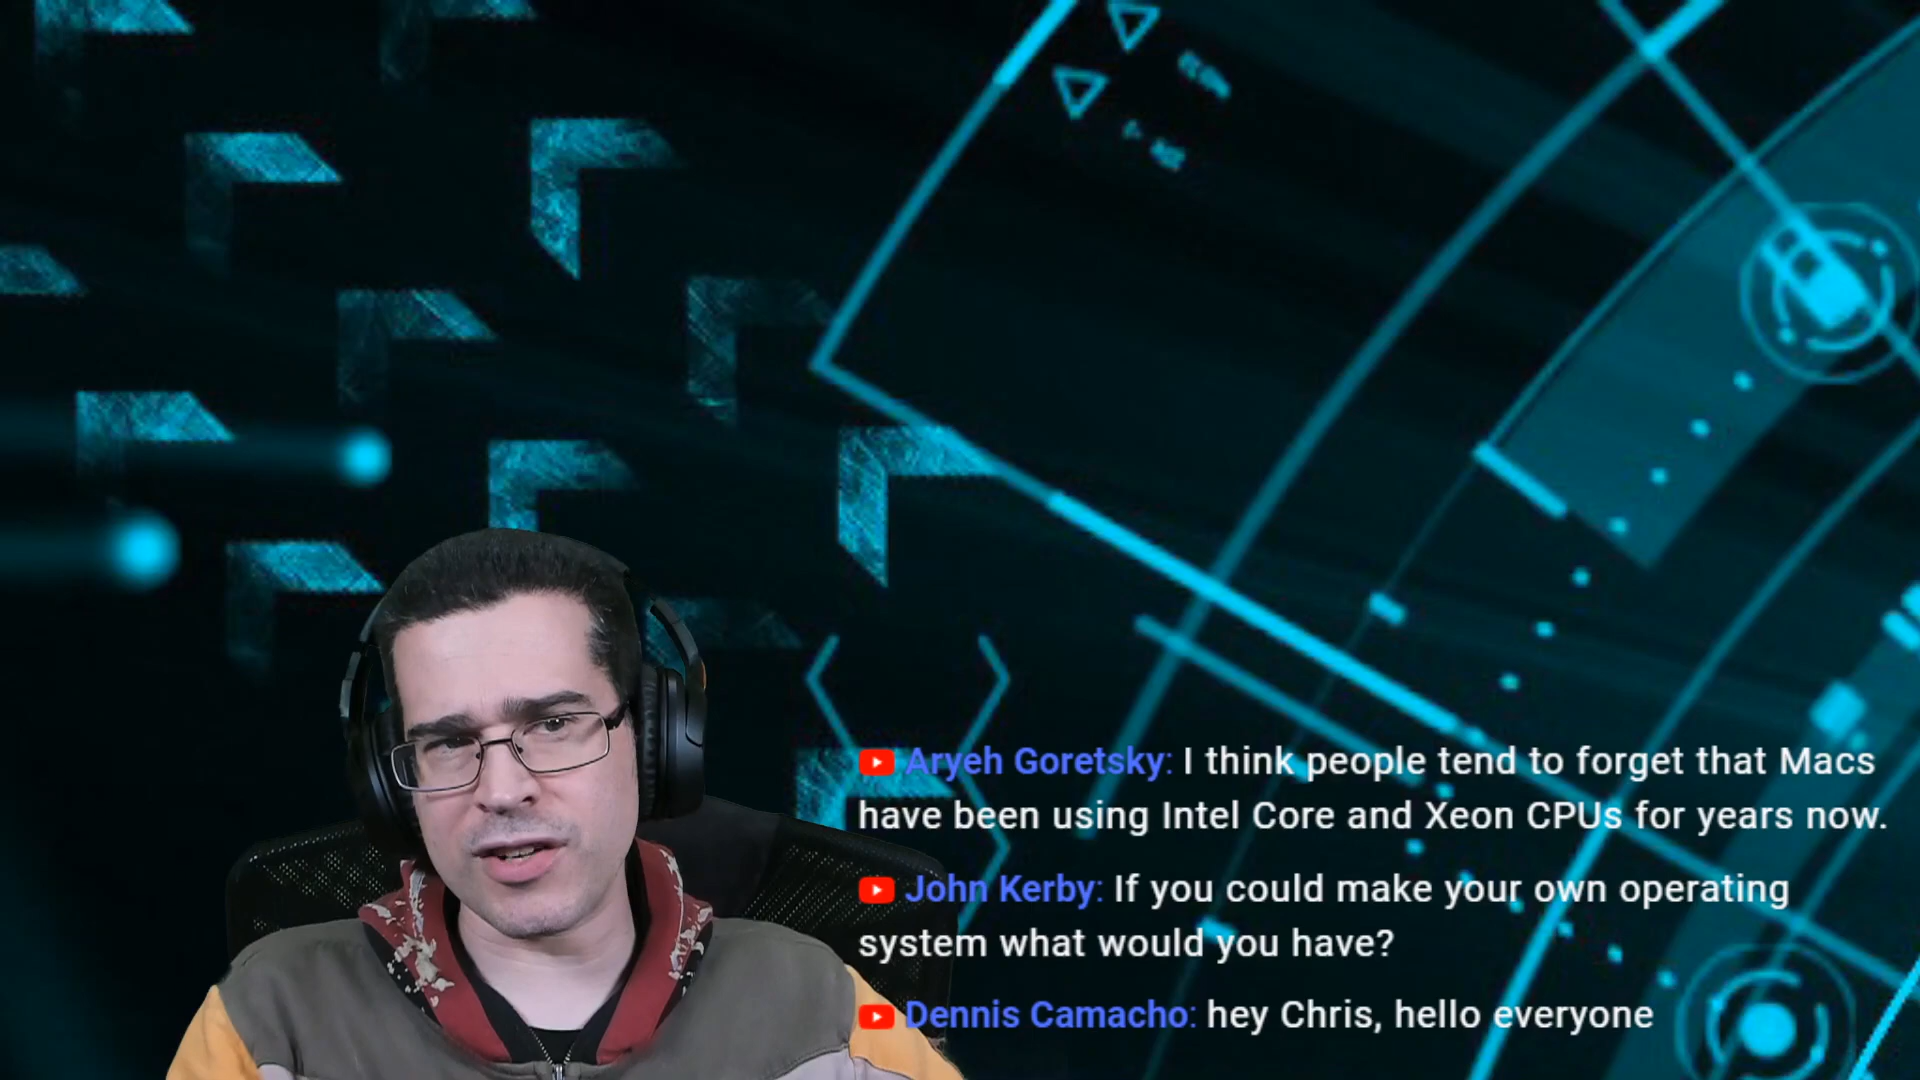 Aryeh Goretsky: I think people tend to forget that Macs
have been using Intel Core and Xeon CPUs for years now.
John Kerby: If you could make your own operating
system what would you have?
Dennis Camacho: hey Chris, hello everyone